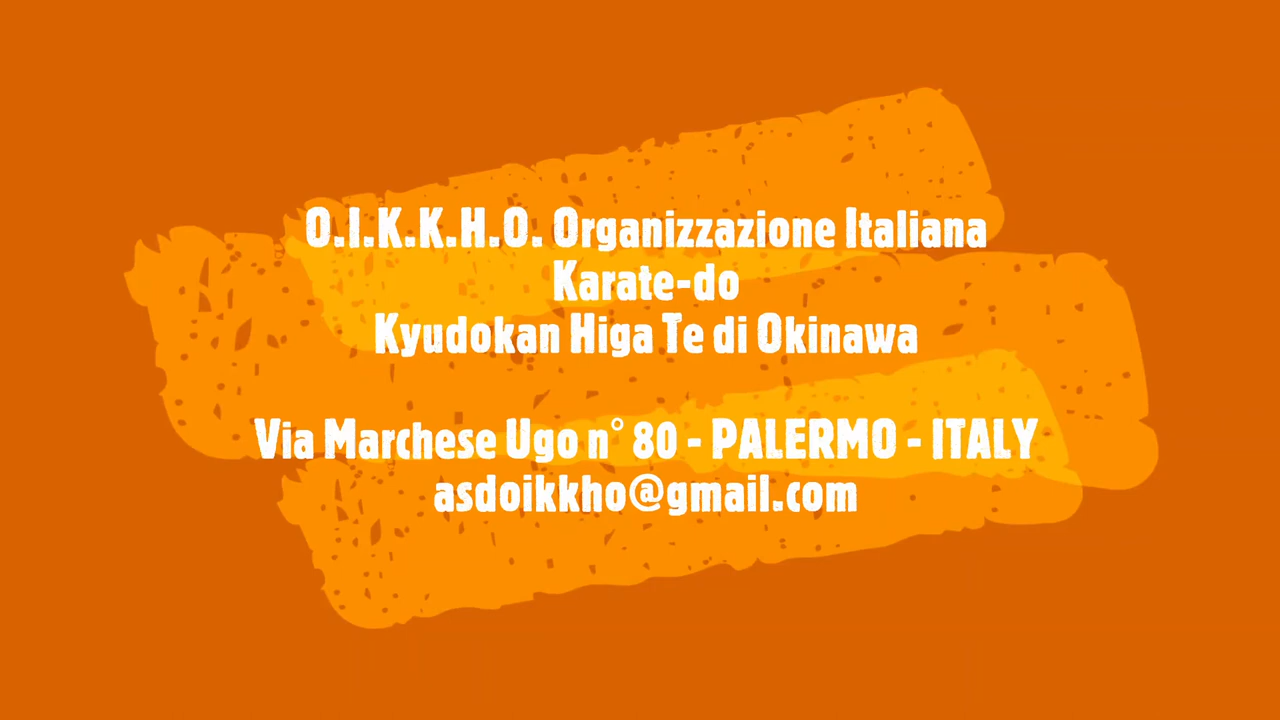 O.I.K.K.H.O. Organizzazione Italiana
Karate-do
Kyudokan Higa Te di Okinawa
Via Marchese Ugo n° 80 - PALERMO - ITALY
asdoikkho@gmail.com